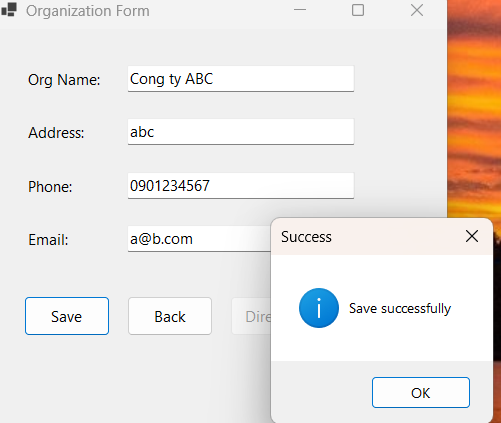 Organization Form
Org Name: Cong ty ABC
Address: abc
Phone: 0901234567
Email: a@b.com
Success
Save successfully
Save Back Dire
OK